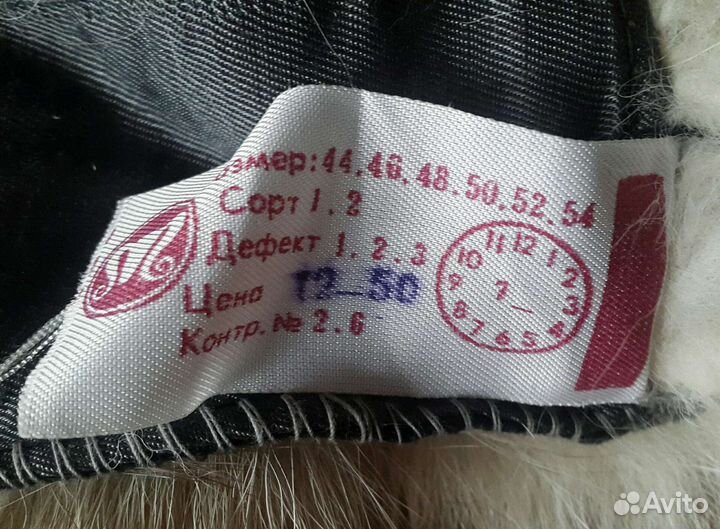 змер: 44.46.48.50.52.54
Сорт 1.2
Дефект 1.2.3
Цена 12-50
Контр. № 2.6
11 12 1 2 3 4 5 6 7 8 9 10
7-
Avito